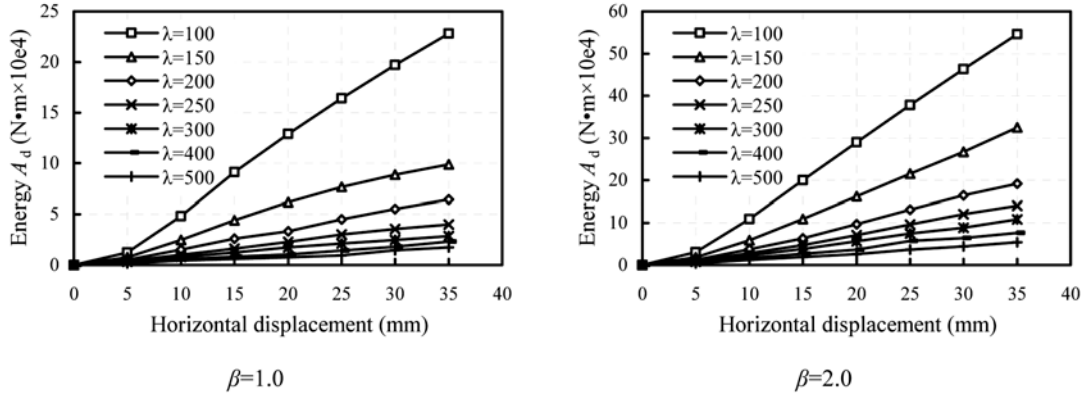 Energy A_d (N•m×10e4)
25
20
15
10
5
0
λ=100
λ=150
λ=200
λ=250
λ=300
λ=400
λ=500
0 5 10 15 20 25 30 35 40
Horizontal displacement (mm)
β=1.0
Energy A_d (N•m×10e4)
60
50
40
30
20
10
0
λ=100
λ=150
λ=200
λ=250
λ=300
λ=400
λ=500
0 5 10 15 20 25 30 35 40
Horizontal displacement (mm)
β=2.0